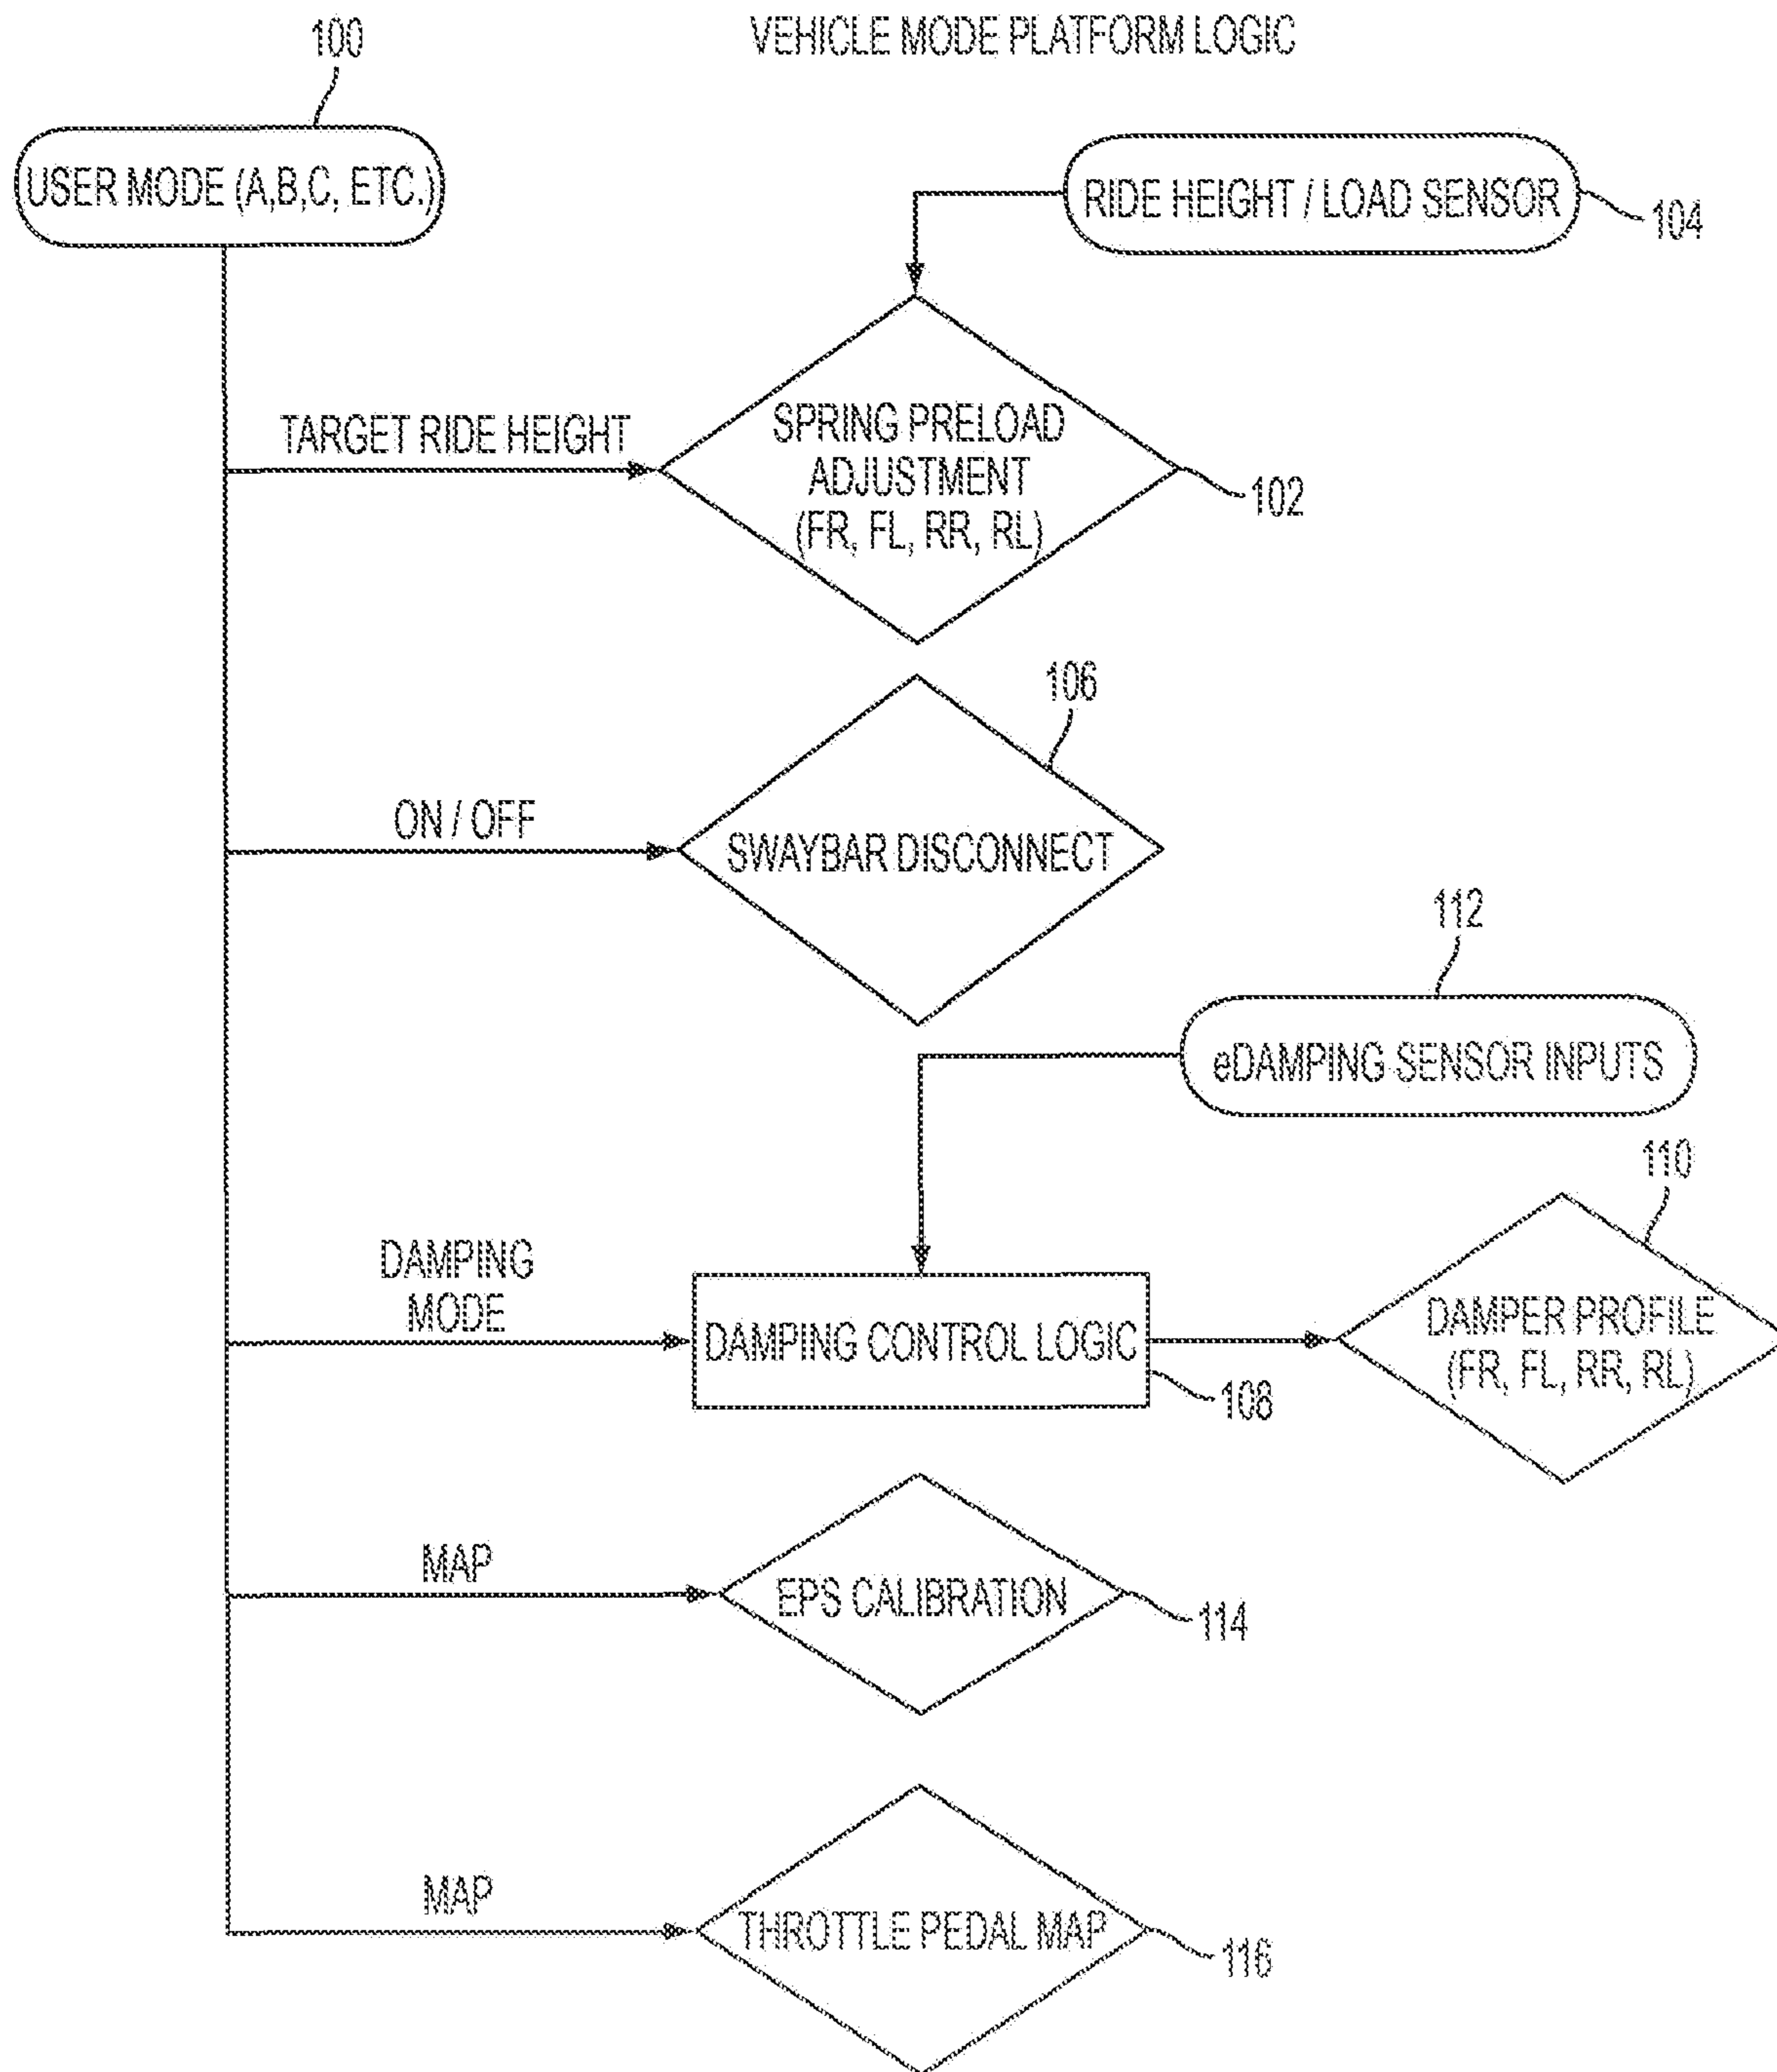 VEHICLE MODE PLATFORM LOGIC
100
USER MODE (A,B,C, ETC.)
RIDE HEIGHT / LOAD SENSOR
104
TARGET RIDE HEIGHT
SPRING PRELOAD
ADJUSTMENT
(FR, FL, RR, RL)
102
106
ON / OFF
SWAYBAR DISCONNECT
112
eDAMPING SENSOR INPUTS
110
DAMPING
MODE
DAMPING CONTROL LOGIC
108
DAMPER PROFILE
(FR, FL, RR, RL)
MAP
EPS CALIBRATION
114
MAP
THROTTLE PEDAL MAP
116